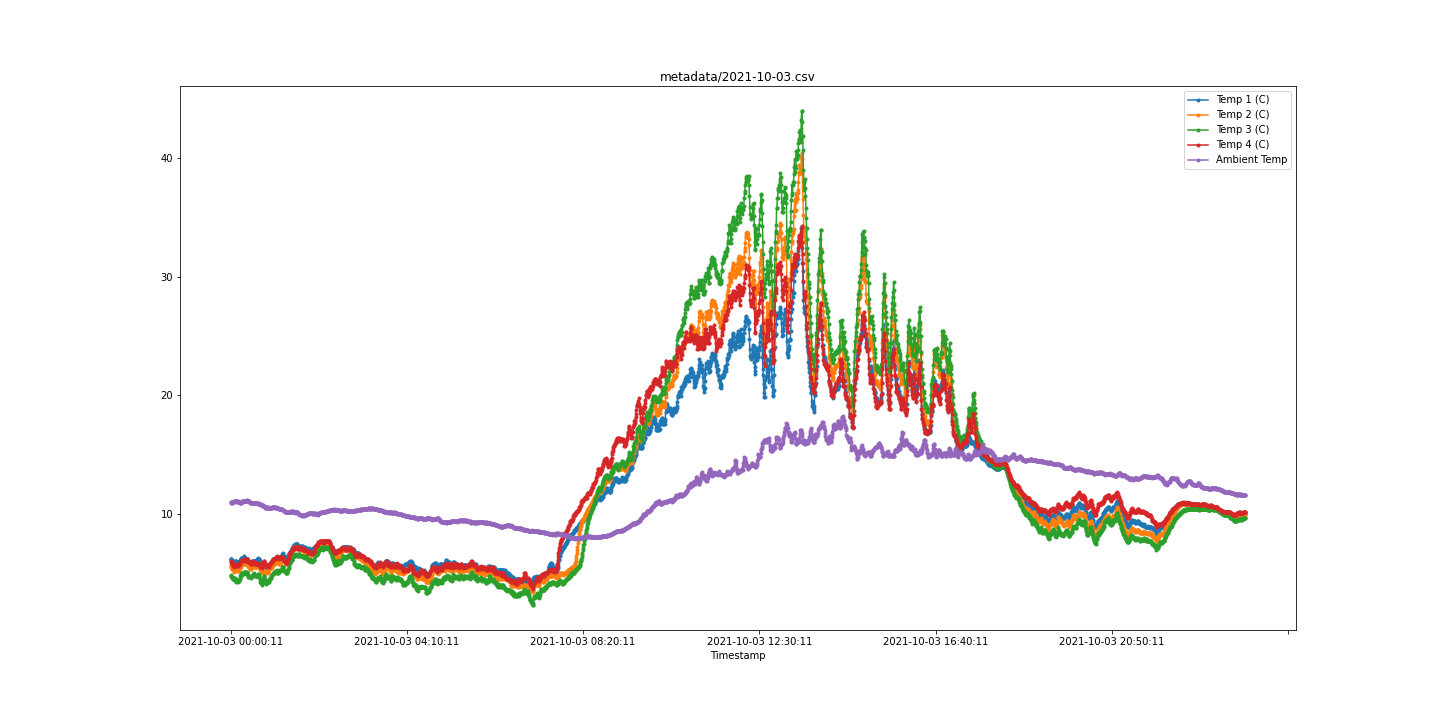 metadata/2021-10-03.csv
Temp 1 (C)
Temp 2 (C)
Temp 3 (C)
Temp 4 (C)
Ambient Temp
40
30
20
10
2021-10-03 00:00:11 2021-10-03 04:10:11 2021-10-03 08:20:11 2021-10-03 12:30:11 2021-10-03 16:40:11 2021-10-03 20:50:11
Timestamp